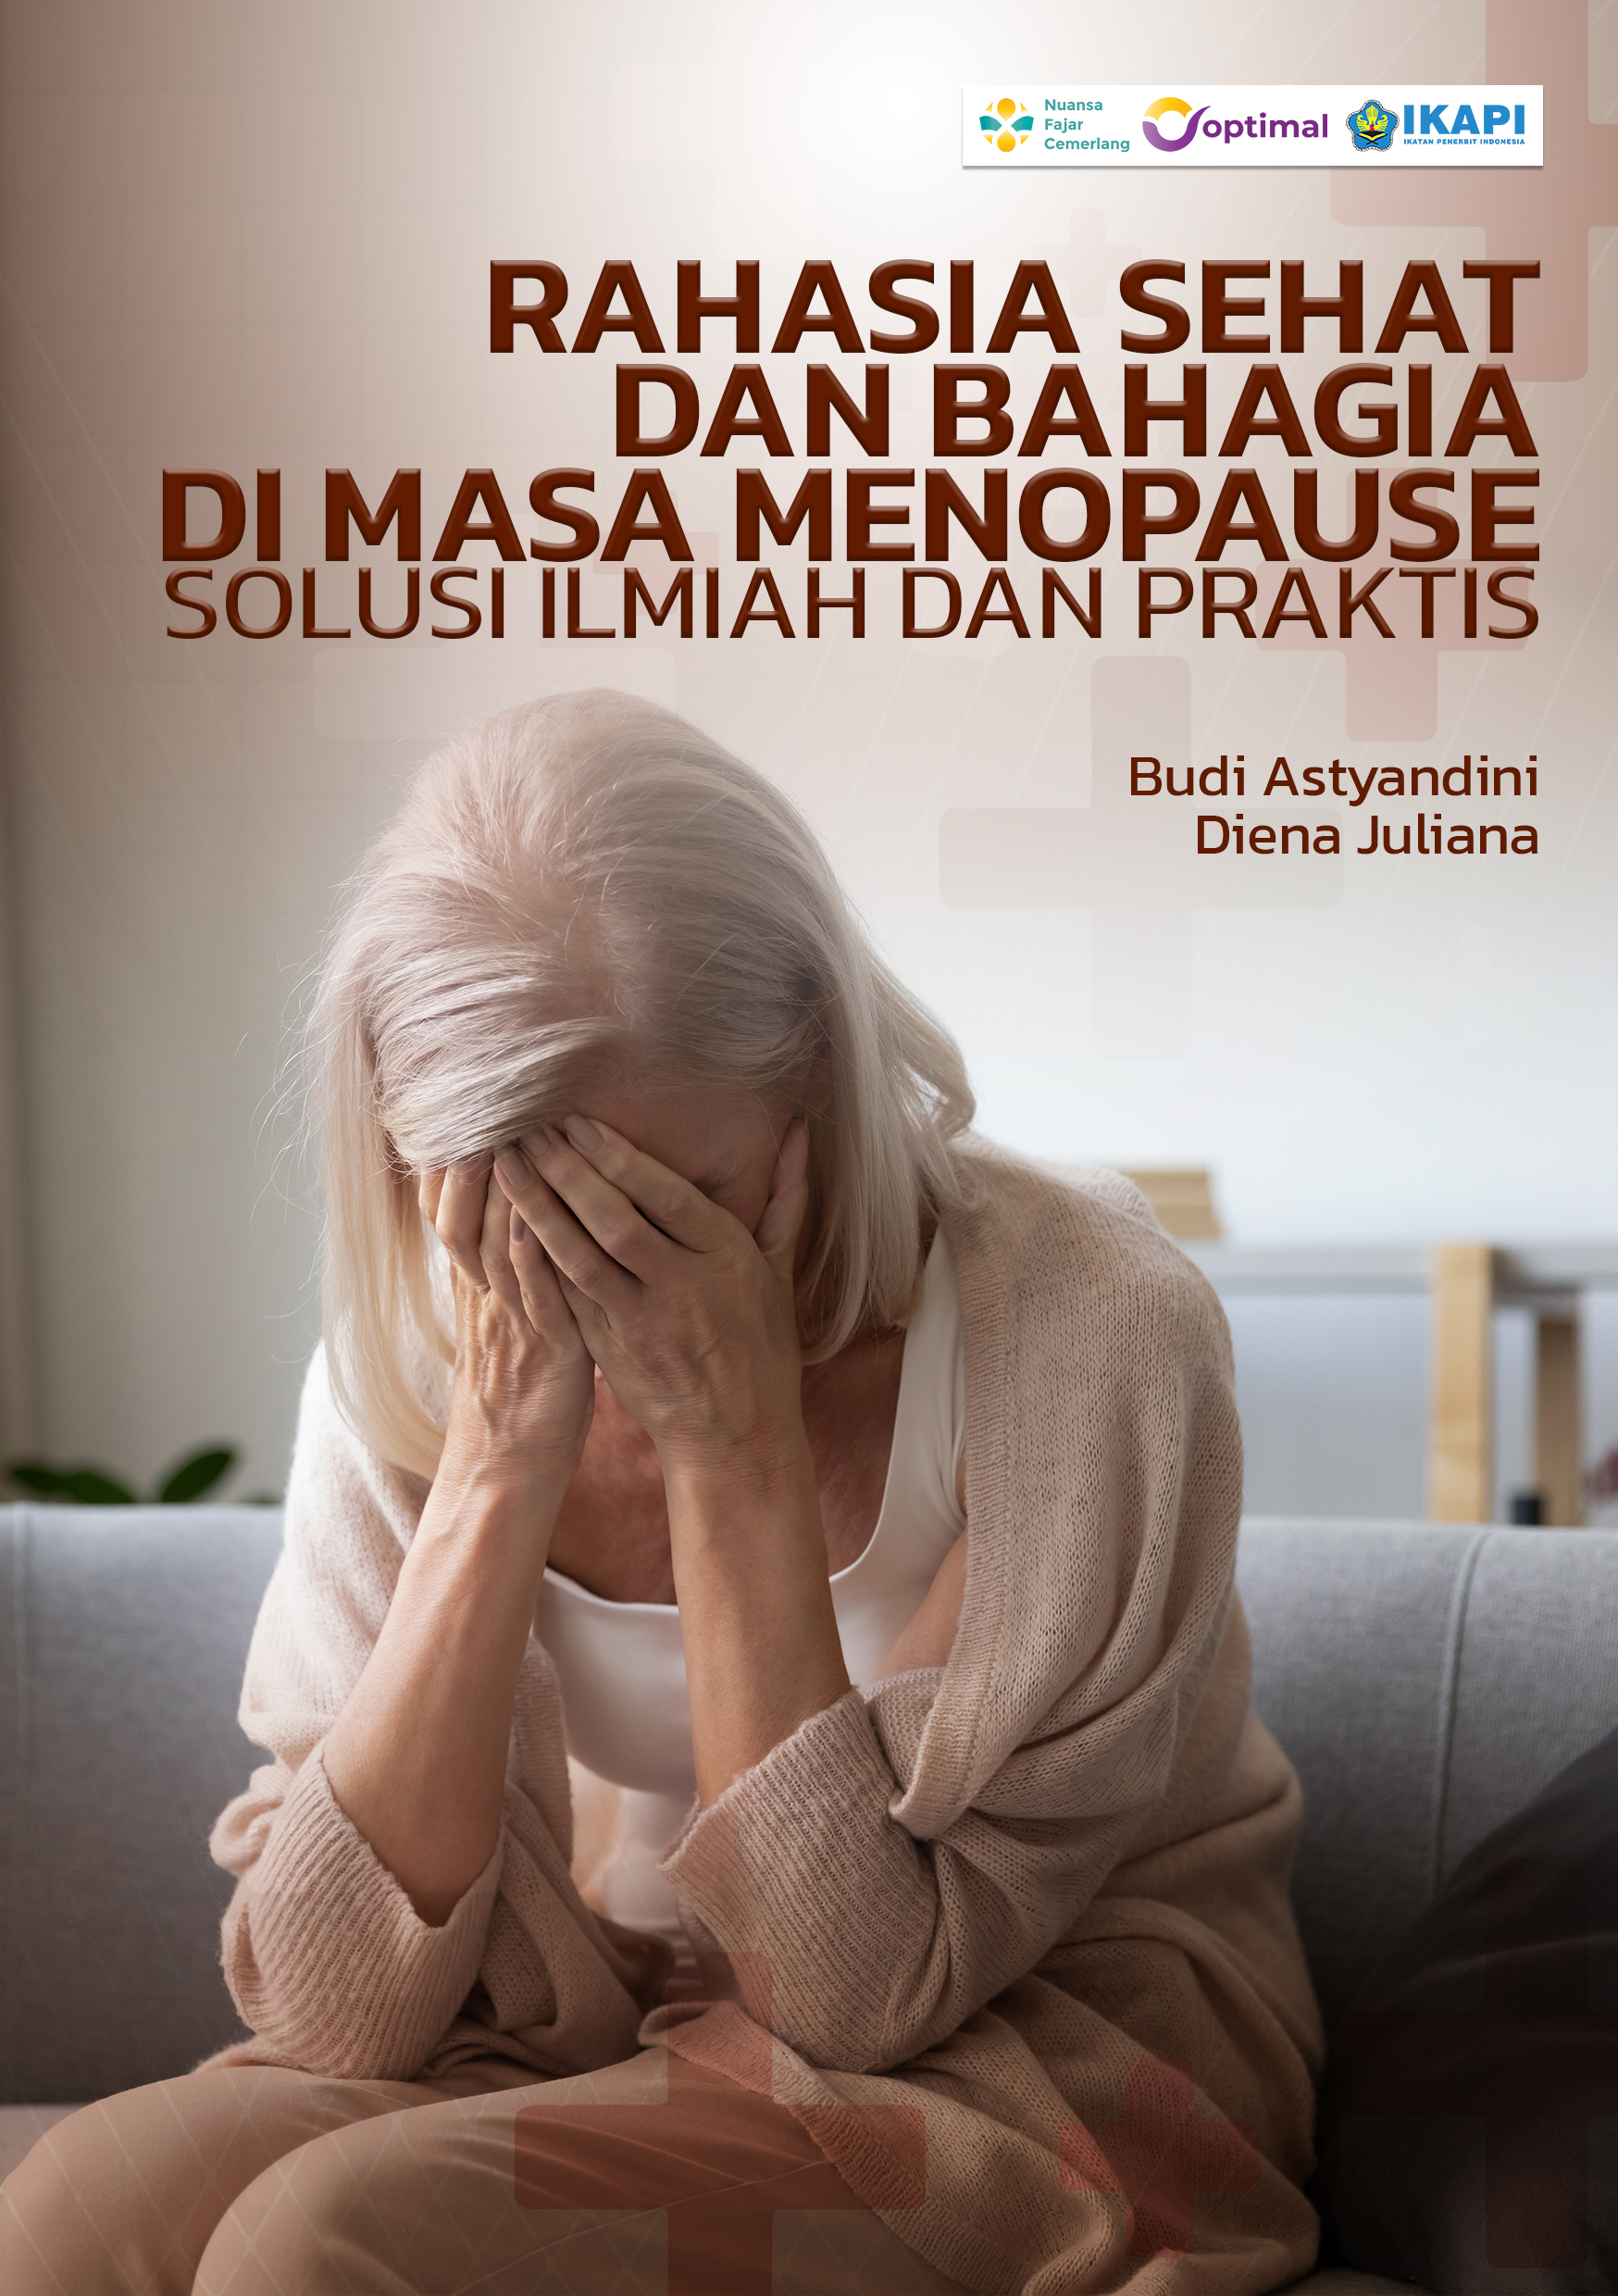 Nuansa
Fajar
Cemerlang
optimal
IKAPI
IKATAN PENERBIT INDONESIA
RAHASIA SEHAT
DAN BAHAGIA
DI MASA MENOPAUSE
SOLUSI ILMIAH DAN PRAKTIS
Budi Astyandini
Diena Juliana